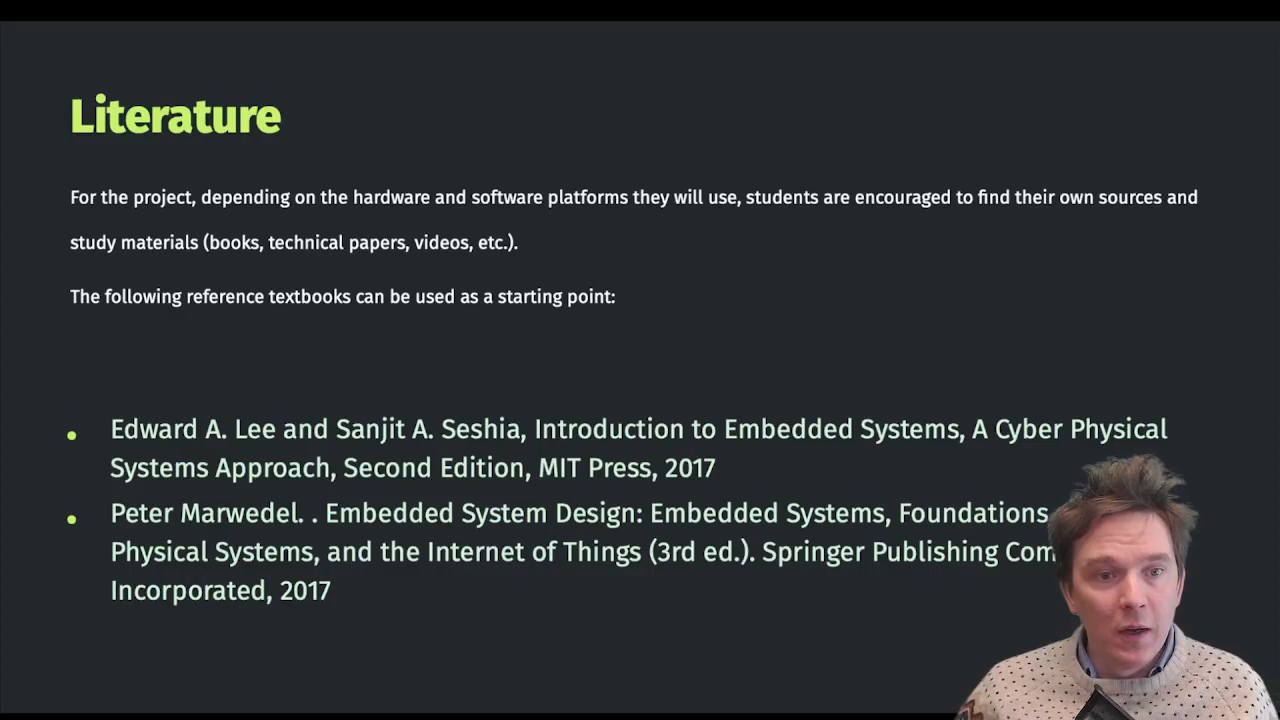 Literature
For the project, depending on the hardware and software platforms they will use, students are encouraged to find their own sources and
study materials (books, technical papers, videos, etc.).
The following reference textbooks can be used as a starting point:
Edward A. Lee and Sanjit A. Seshia, Introduction to Embedded Systems, A Cyber Physical
Systems Approach, Second Edition, MIT Press, 2017
Peter Marwedel. . Embedded System Design: Embedded Systems, Foundations
Physical Systems, and the Internet of Things (3rd ed.). Springer Publishing
Incorporated, 2017